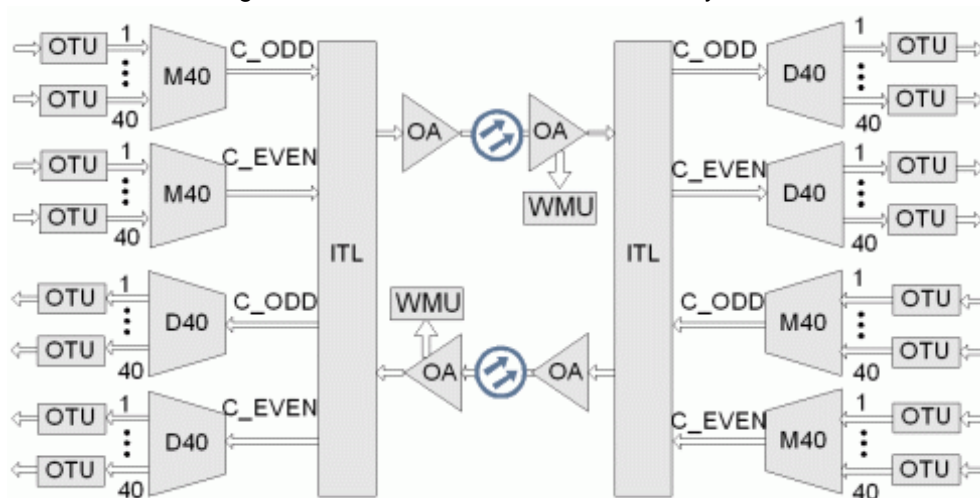 OTU 1 M40 C_ODD ITL ITL C_ODD D40 1 OTU
OTU 40 40 OTU
OA OA
OTU 1 M40 C_EVEN WMU C_EVEN D40 1 OTU
OTU 40 40 OTU
OTU 1 D40 C_ODD WMU C_ODD M40 1 OTU
OTU 40 40 OTU
OA OA
OTU 1 D40 C_EVEN C_EVEN M40 1 OTU
OTU 40 40 OTU